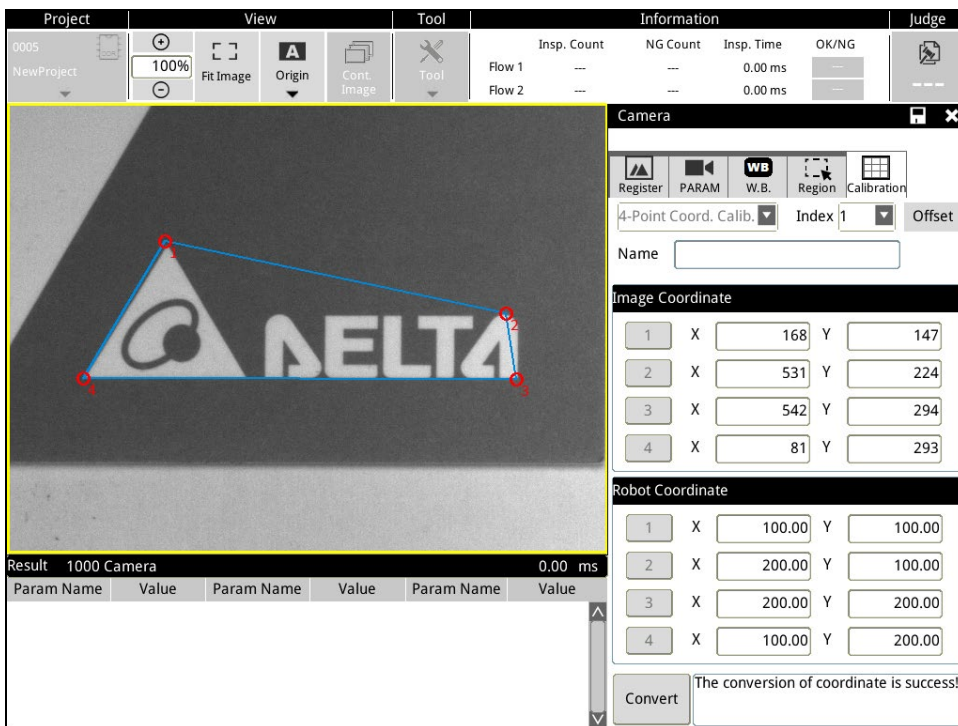 Project View Tool Information Judge
0005
NewProject
100%
Fit Image
A
Origin
Cont. Image
Tool
Insp. Count NG Count Insp. Time OK/NG
Flow 1 --- --- 0.00 ms ---
Flow 2 --- --- 0.00 ms ---
---
Camera
Register PARAM WB W.B. Region Calibration
4-Point Coord. Calib. Index 1 Offset
Name
1
2
3
4
DELTA
Image Coordinate
1 X 168 Y 147
2 X 531 Y 224
3 X 542 Y 294
4 X 81 Y 293
Robot Coordinate
1 X 100.00 Y 100.00
2 X 200.00 Y 100.00
3 X 200.00 Y 200.00
4 X 100.00 Y 200.00
Result 1000 Camera 0.00 ms
Param Name Value Param Name Value Param Name Value
Convert The conversion of coordinate is success!